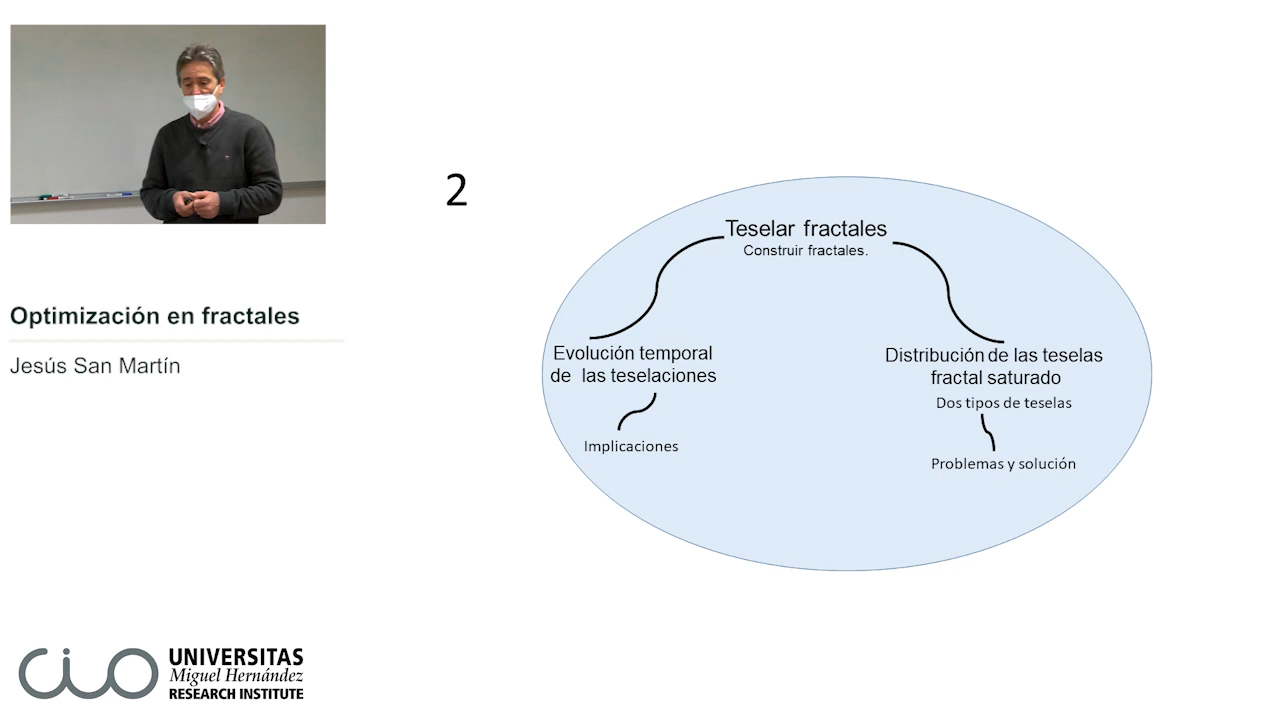 Optimización en fractales
Jesús San Martín
2
Teselar fractales
Construir fractales.
Evolución temporal
de las teselaciones
Implicaciones
Distribución de las teselas
fractal saturado
Dos tipos de teselas
Problemas y solución
CIO
UNIVERSITAS
Miguel Hernández
RESEARCH INSTITUTE